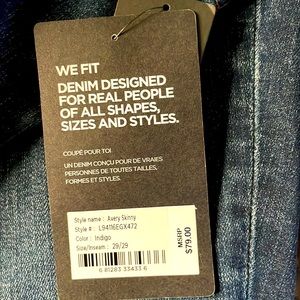 WE FIT
DENIM DESIGNED
FOR REAL PEOPLE
OF ALL SHAPES,
SIZES AND STYLES.
COUPÉ POUR TOI
UN DENIM CONÇU POUR DE VRAIES
PERSONNES DE TOUTES TAILLES,
FORMES ET STYLES.
Style name : Avery Skinny
Style # : L94116EGX472
Color : Indigo
Size/Inseam : 29/29
MSRP
$79.00
6 81283 33433 6